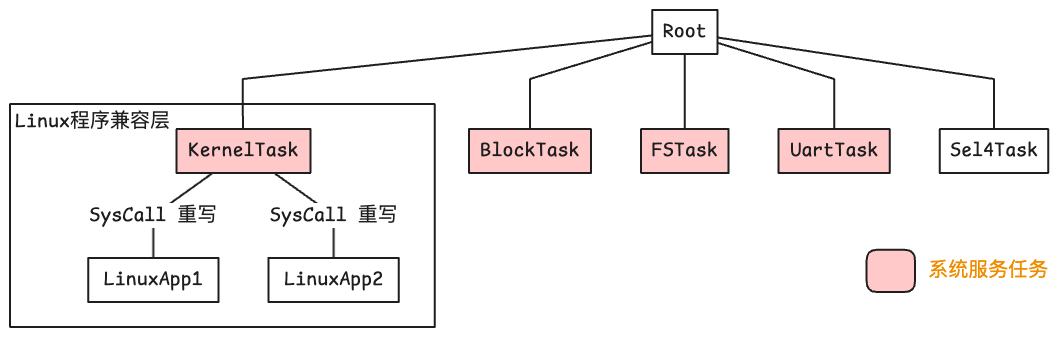 Root
Linux程序兼容层
KernelTask
BlockTask
FSTask
UartTask
Sel4Task
SysCall 重写
SysCall 重写
LinuxApp1
LinuxApp2
系统服务任务